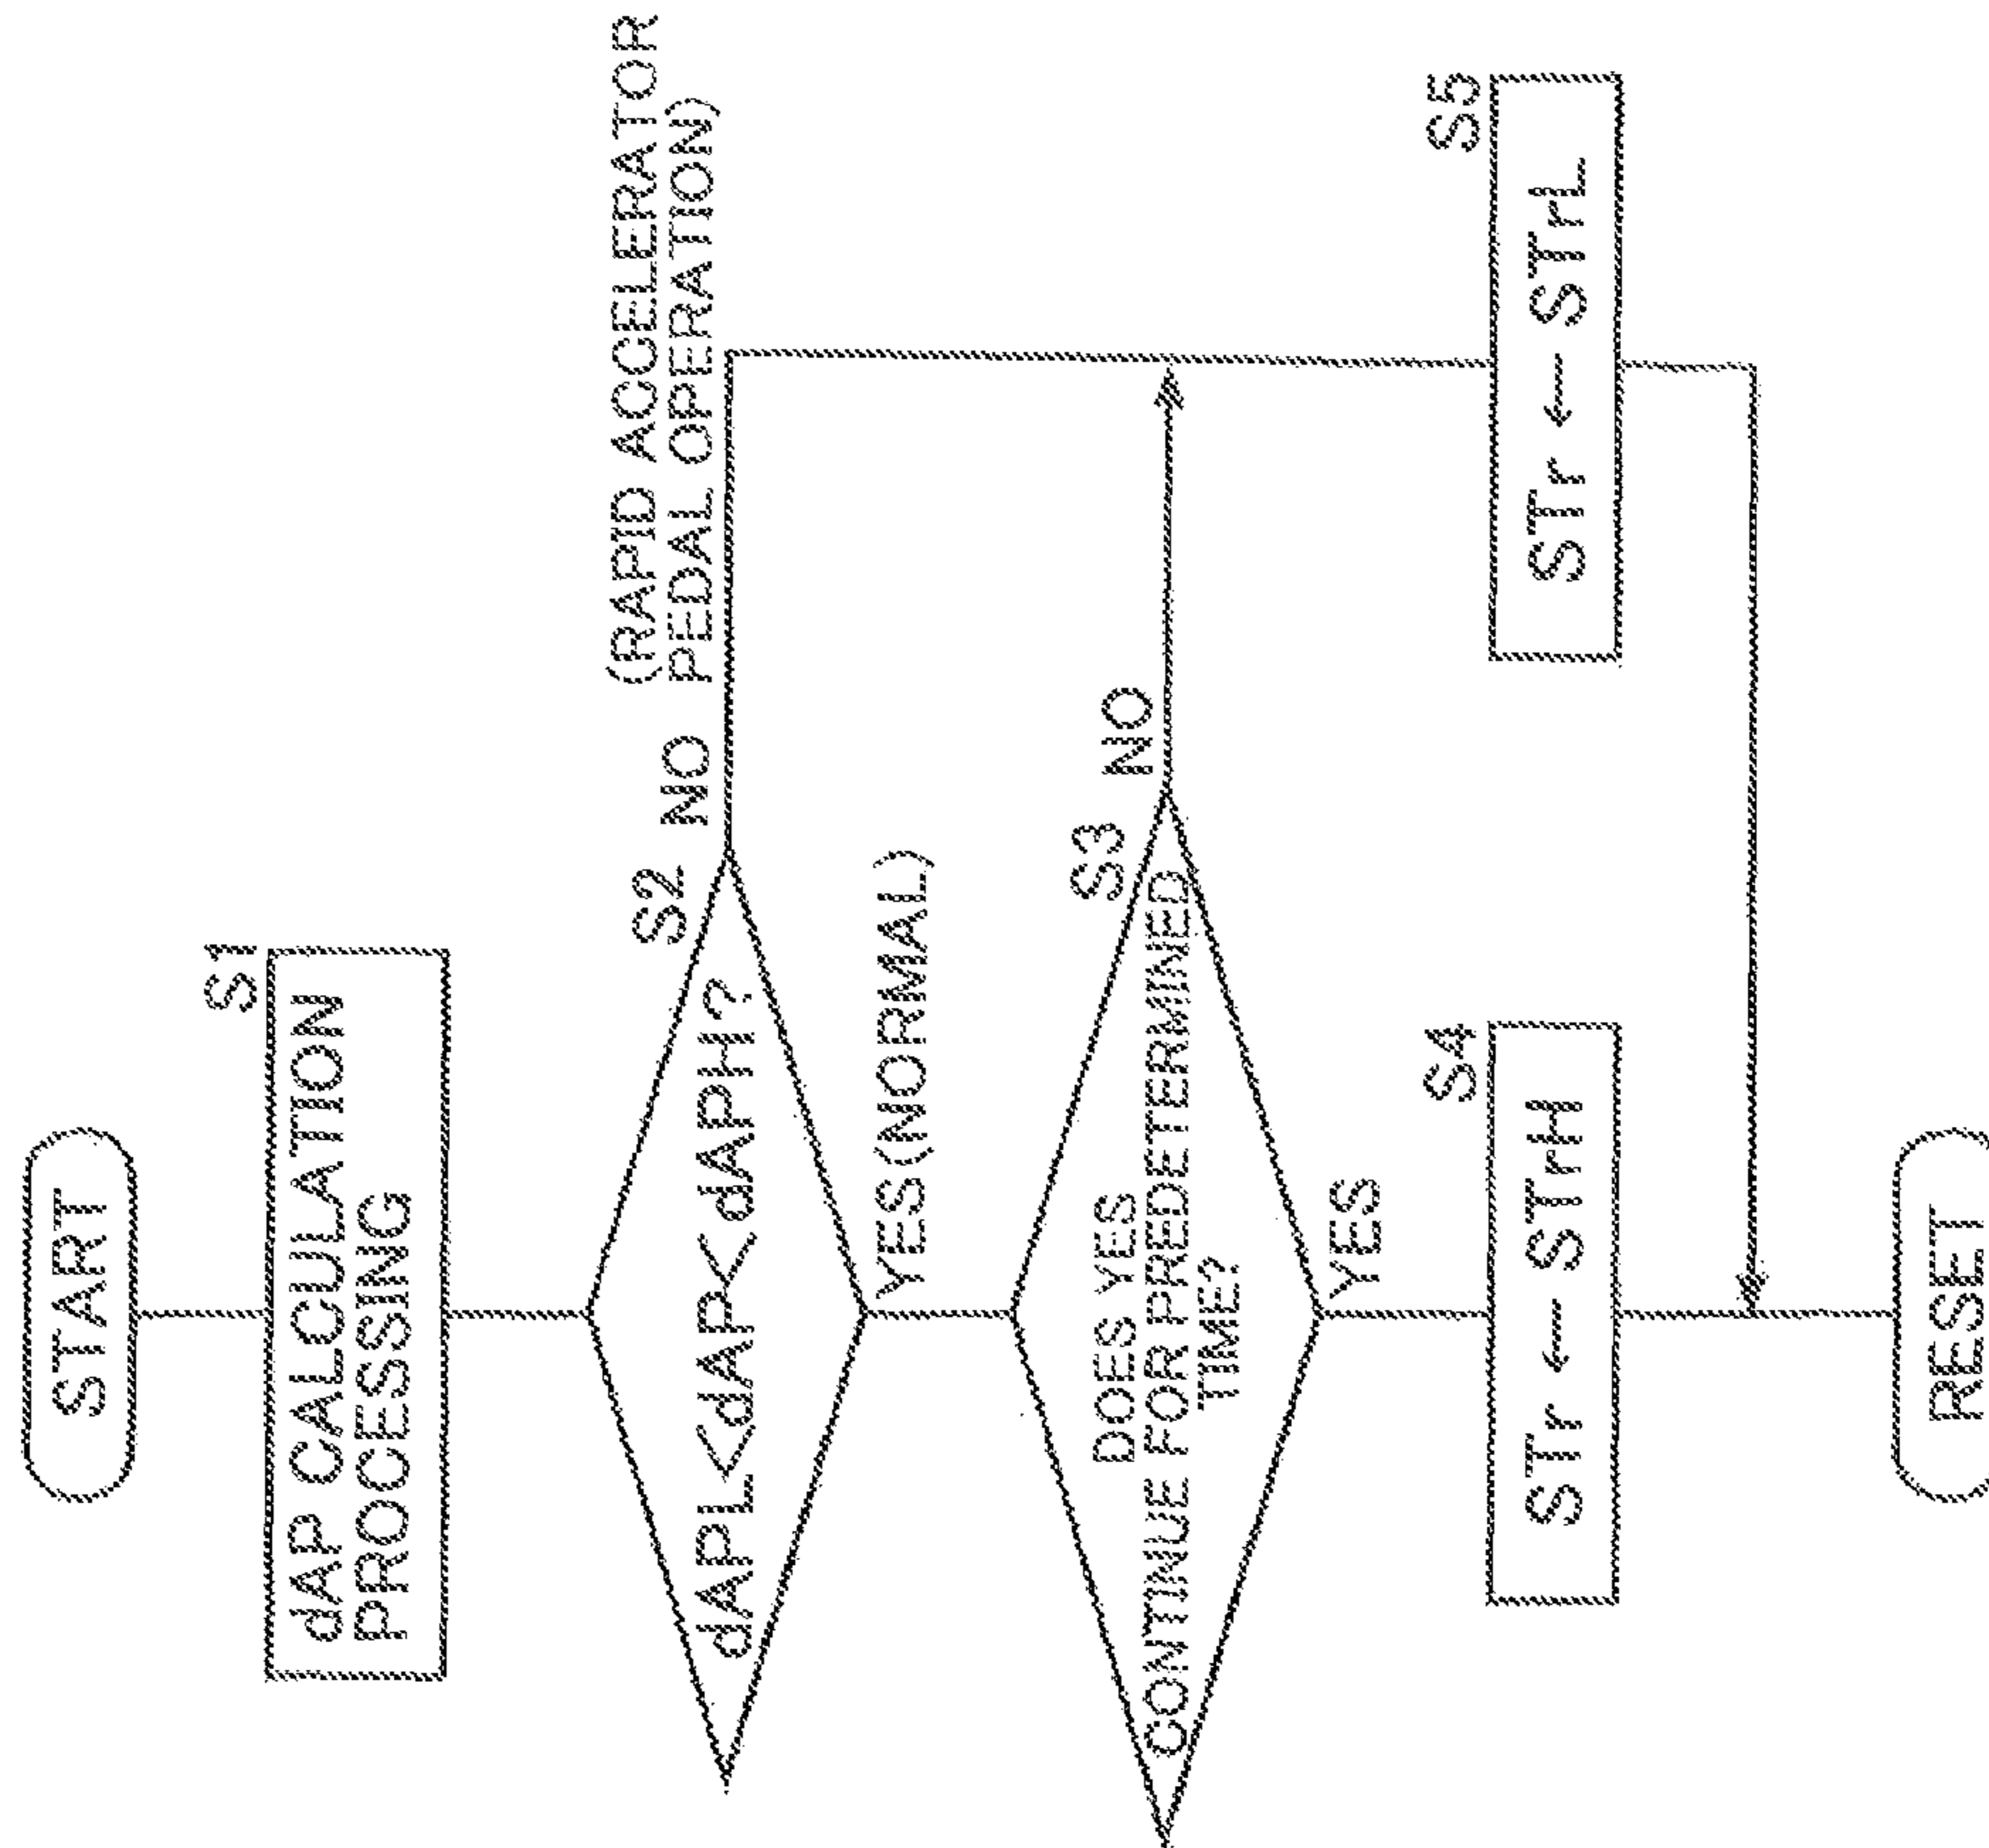 START
S1
dAP CALCULATION
PROCESSING
S2
NO
(RAPID ACCELERATOR
PEDAL OPERATION)
dAPL<dAP<dAPH?
YES(NORMAL)
S3
NO
DOES YES
CONTINUE FOR PREDETERMINED
TIME?
YES
S4
STr ← STrH
S5
STr ← STrL
RESET